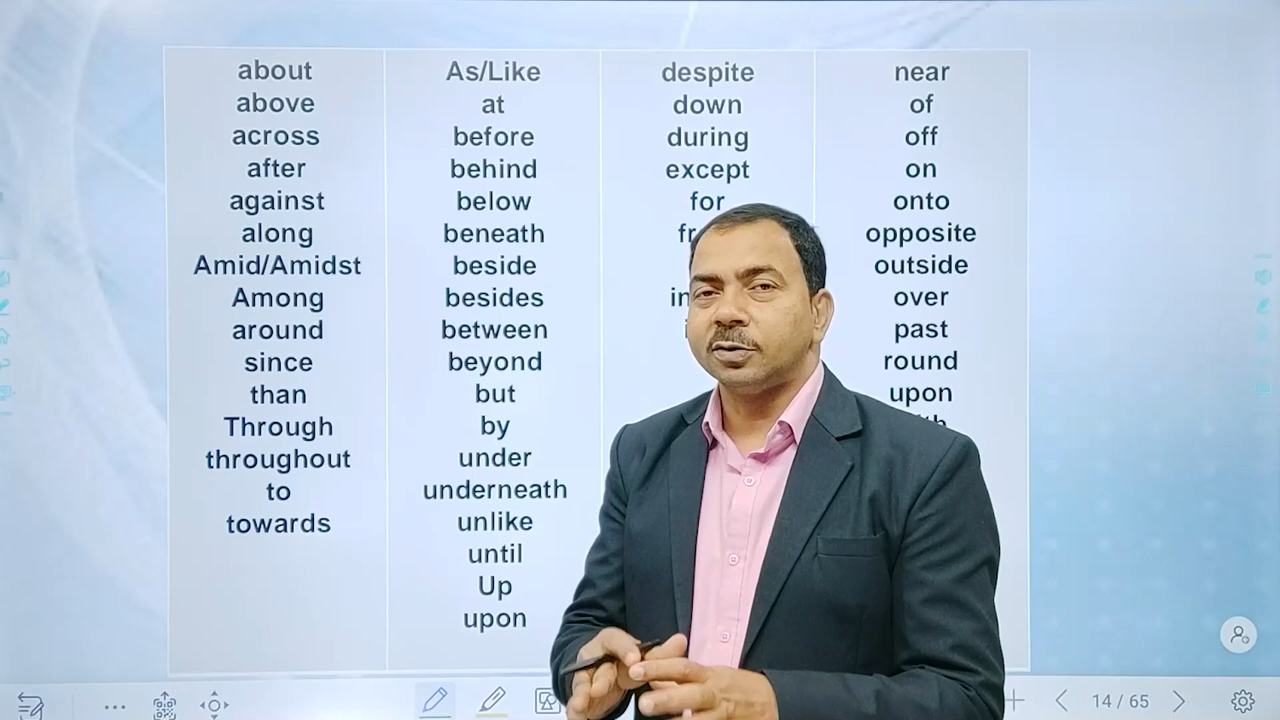 about
above
across
after
against
along
Amid/Amidst
Among
around
since
than
Through
throughout
to
towards
As/Like
at
before
behind
below
beneath
beside
besides
between
beyond
but
by
under
underneath
unlike
until
Up
upon
despite
down
during
except
for
near
of
off
on
onto
opposite
outside
over
past
round
upon
14 / 65